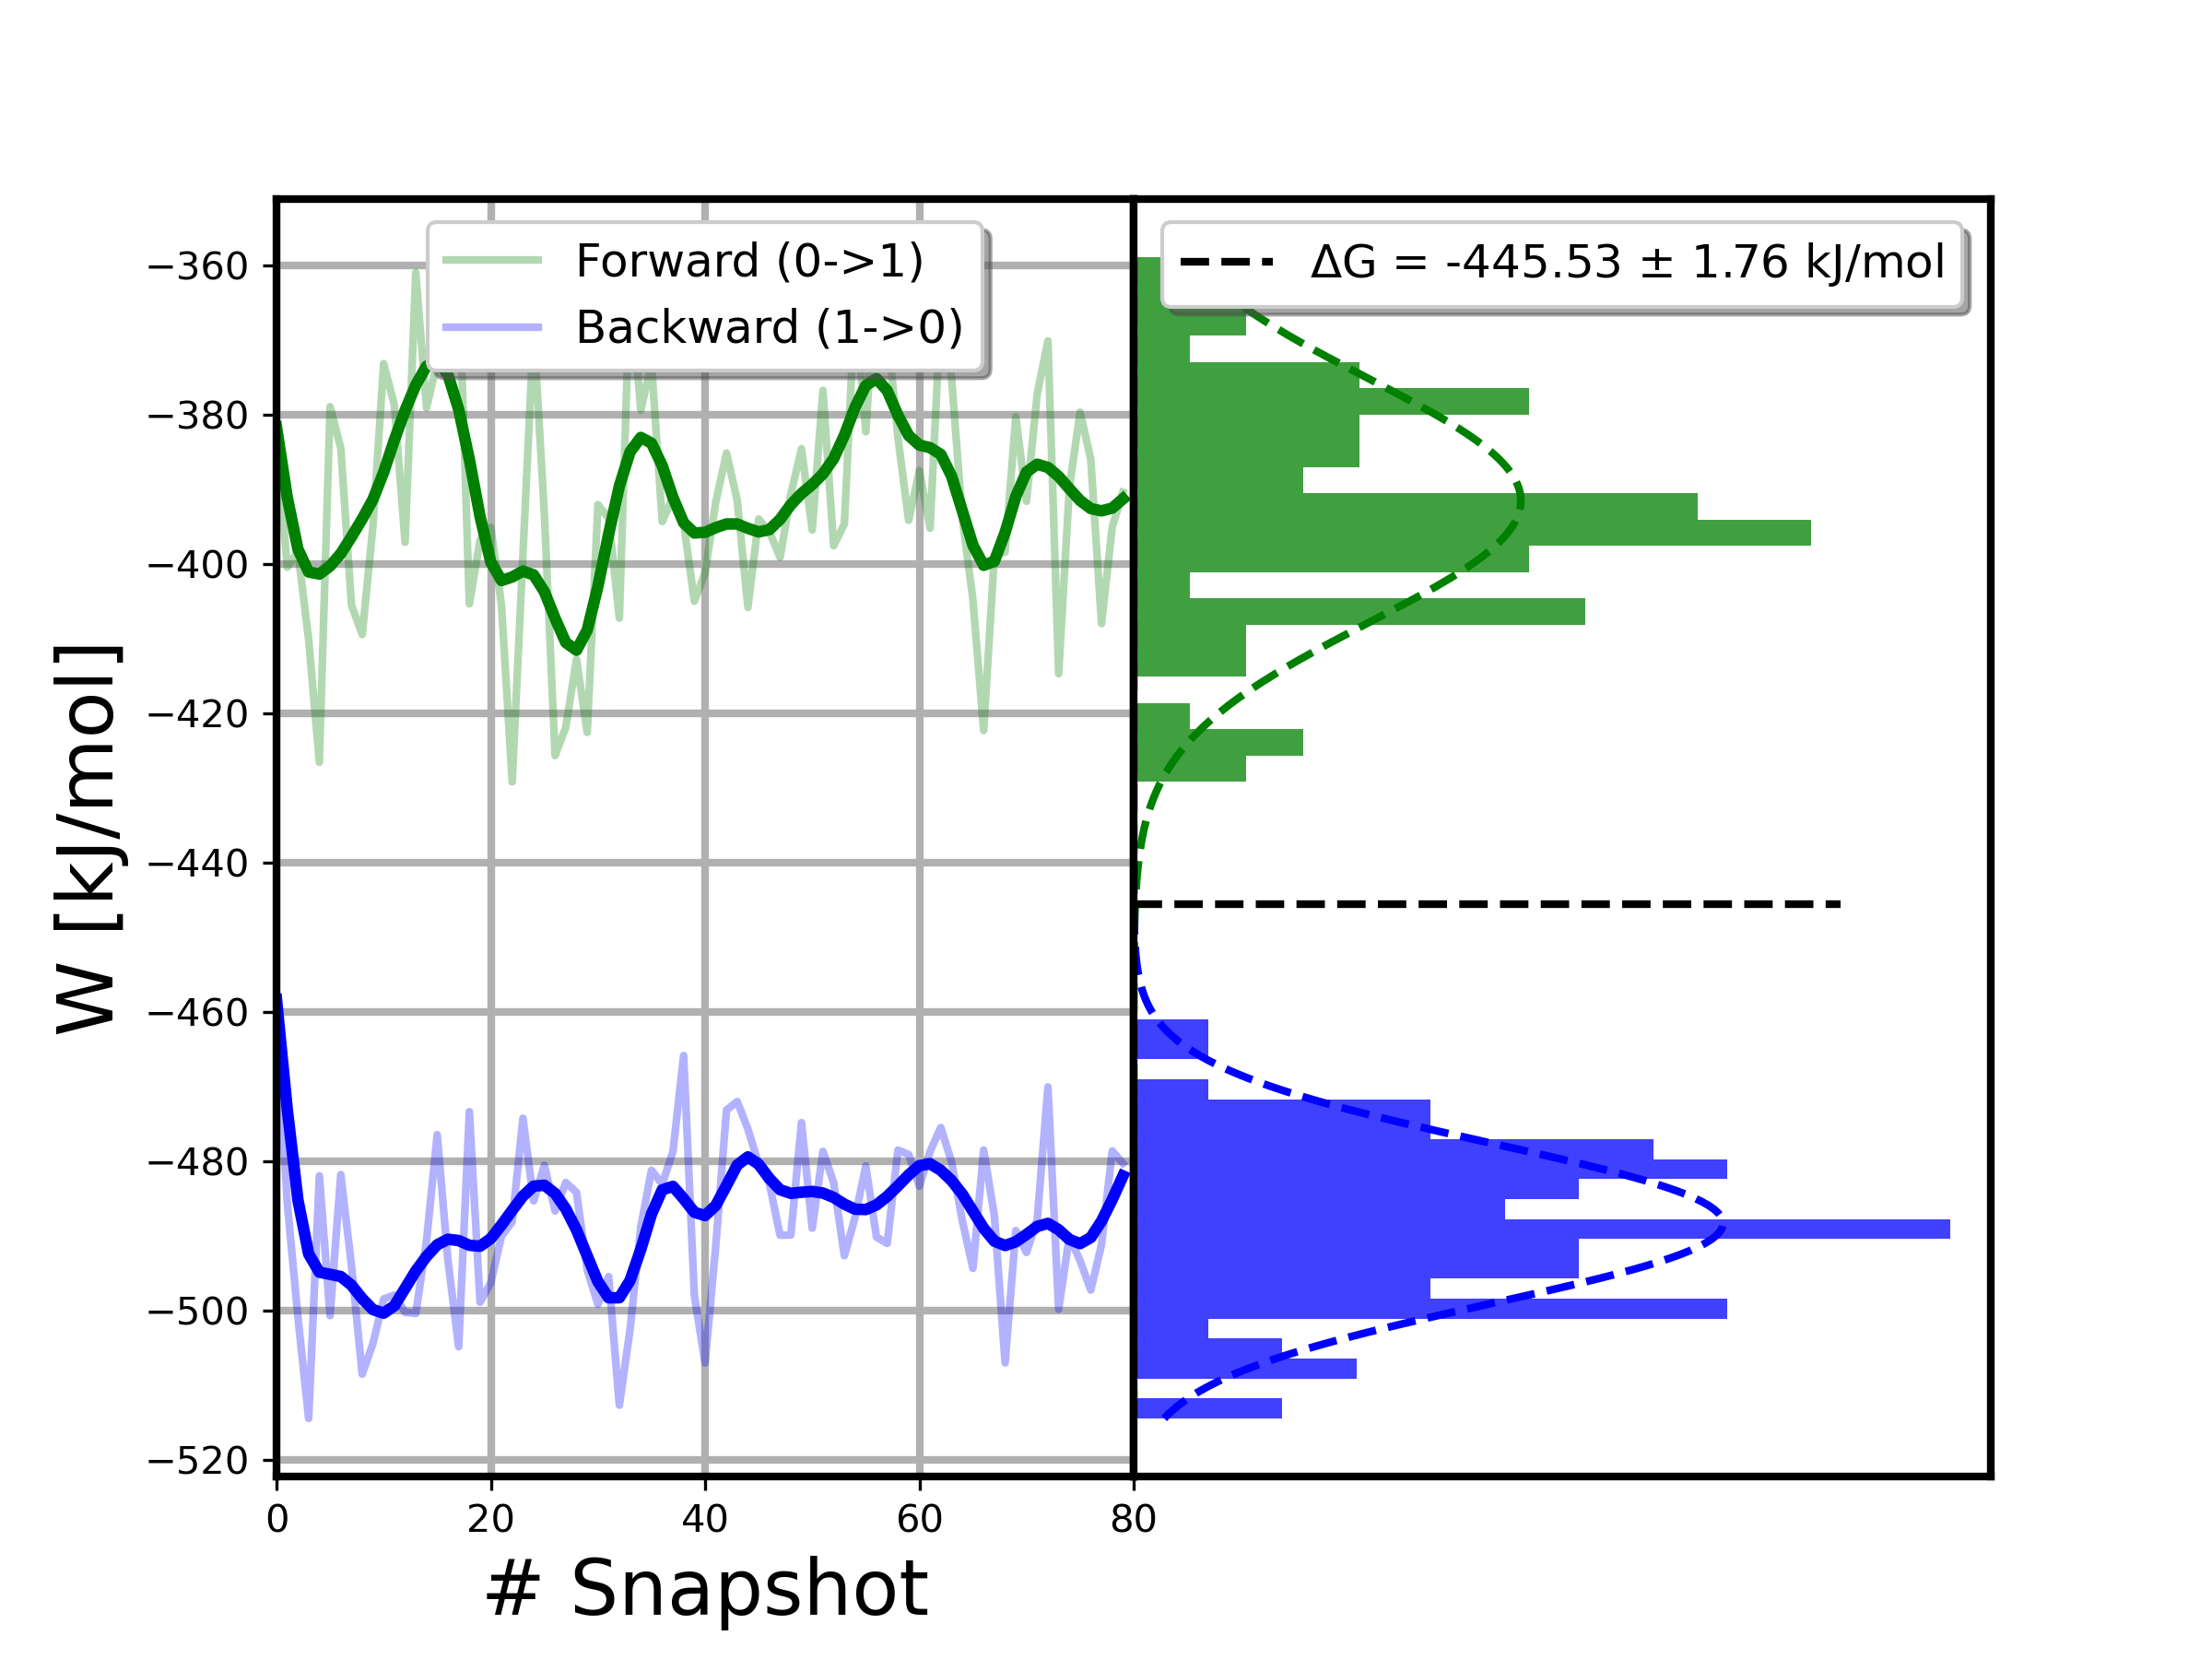 Forward (0->1)
Backward (1->0)
ΔG = -445.53 ± 1.76 kJ/mol
W [kJ/mol]
−360
−380
−400
−420
−440
−460
−480
−500
−520
0 20 40 60 80
# Snapshot